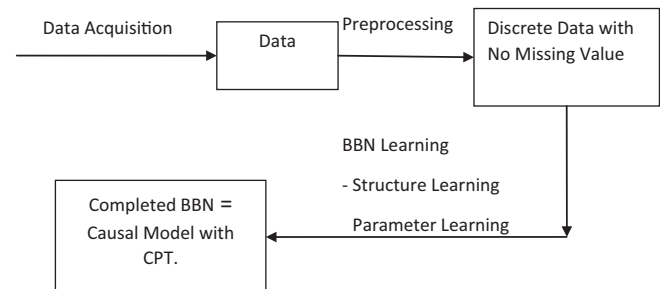 Data Acquisition
Data
Preprocessing
Discrete Data with
No Missing Value
BBN Learning
- Structure Learning
Parameter Learning
Completed BBN =
Causal Model with
CPT.